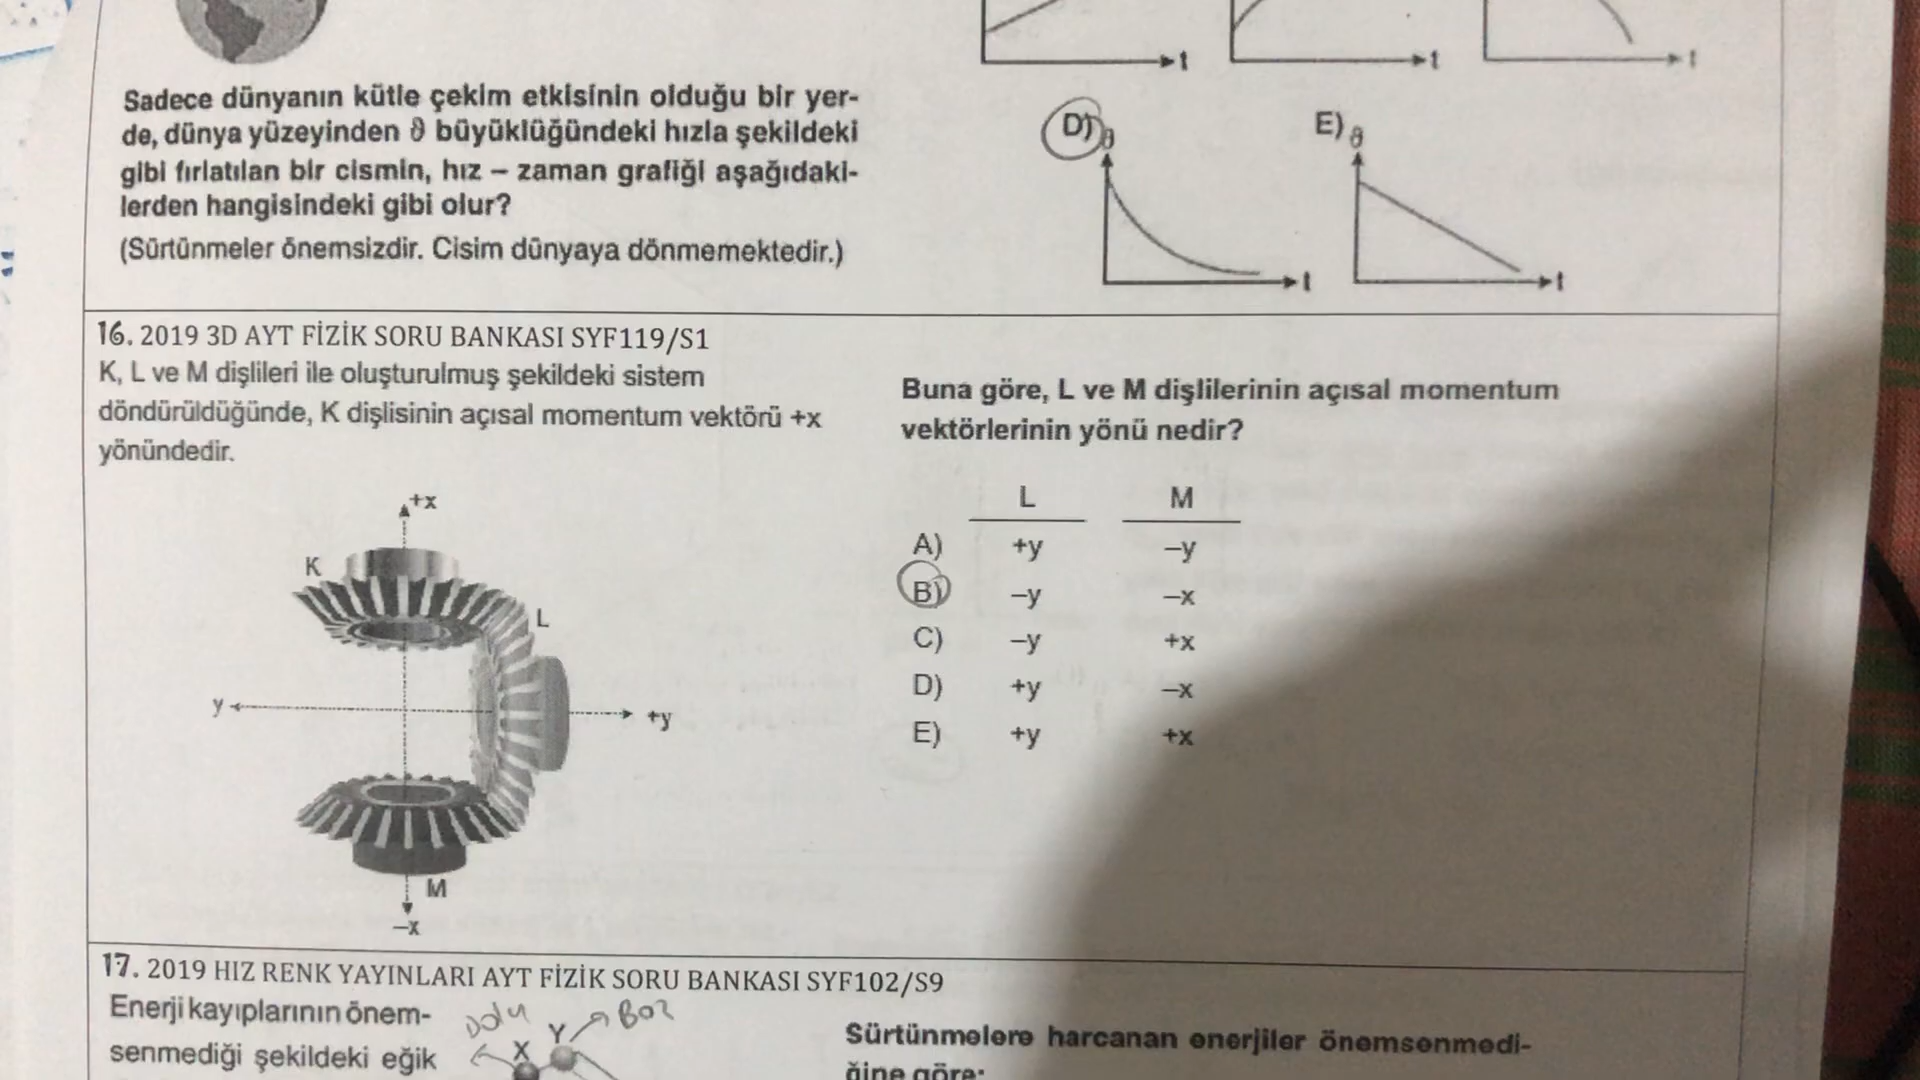 Sadece dünyanın kütle çekim etkisinin olduğu bir yer-
de, dünya yüzeyinden ϑ büyüklüğündeki hızla şekildeki
gibi fırlatılan bir cismin, hız – zaman grafiği aşağıdaki-
lerden hangisindeki gibi olur?
(Sürtünmeler önemsizdir. Cisim dünyaya dönmemektedir.)
t
t
t
D) ϑ
t
E) ϑ
t
16. 2019 3D AYT FİZİK SORU BANKASI SYF119/S1
K, L ve M dişlileri ile oluşturulmuş şekildeki sistem
döndürüldüğünde, K dişlisinin açısal momentum vektörü +x
yönündedir.
+x
K
L
y
+y
M
–x
Buna göre, L ve M dişlilerinin açısal momentum
vektörlerinin yönü nedir?
L M
A) +y –y
B) –y –x
C) –y +x
D) +y –x
E) +y +x
17. 2019 HIZ RENK YAYINLARI AYT FİZİK SORU BANKASI SYF102/S9
Enerji kayıplarının önem-
senmediği şekildeki eğik
Dolu
Y
Boş
X
Sürtünmelere harcanan enerjiler önemsenmedi-
ğine göre;